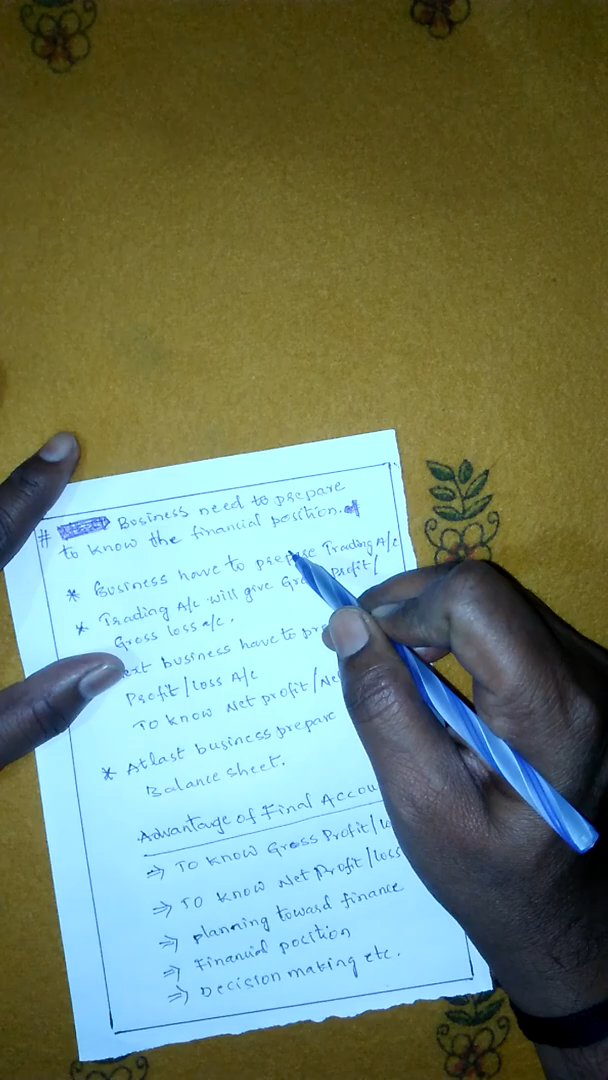 # Business need to prepare
to know the financial position.
* Business have to prepare Trading A/c
* Trading A/c will give Gross Profit/
Gross loss a/c.
business have to
Profit/Loss A/c
To know Net profit/
* At last business prepare
Balance sheet.
Advantage of Final
⇒ To know Gross Profit/
⇒ To know Net Profit/loss
⇒ planning toward finance
⇒ Financial position
⇒ Decision making etc.